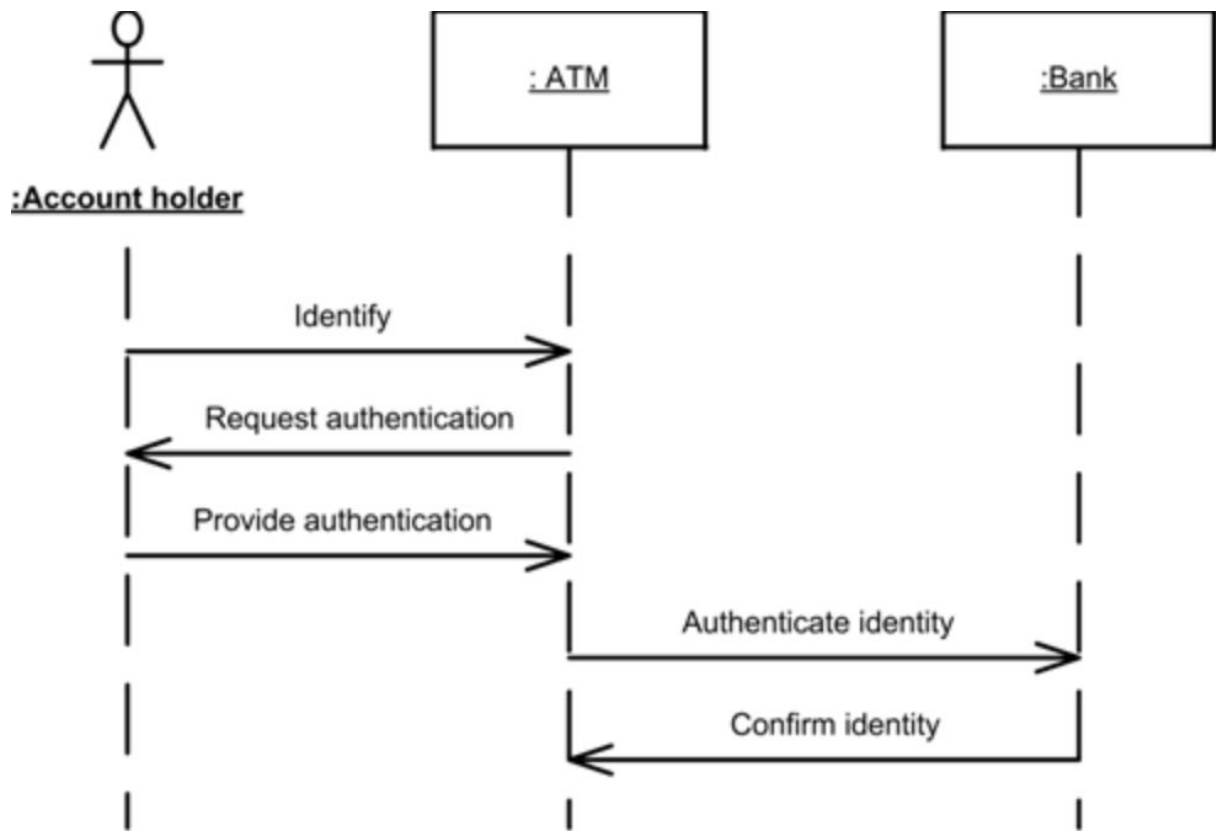 : ATM
:Bank
:Account holder
Identify
Request authentication
Provide authentication
Authenticate identity
Confirm identity